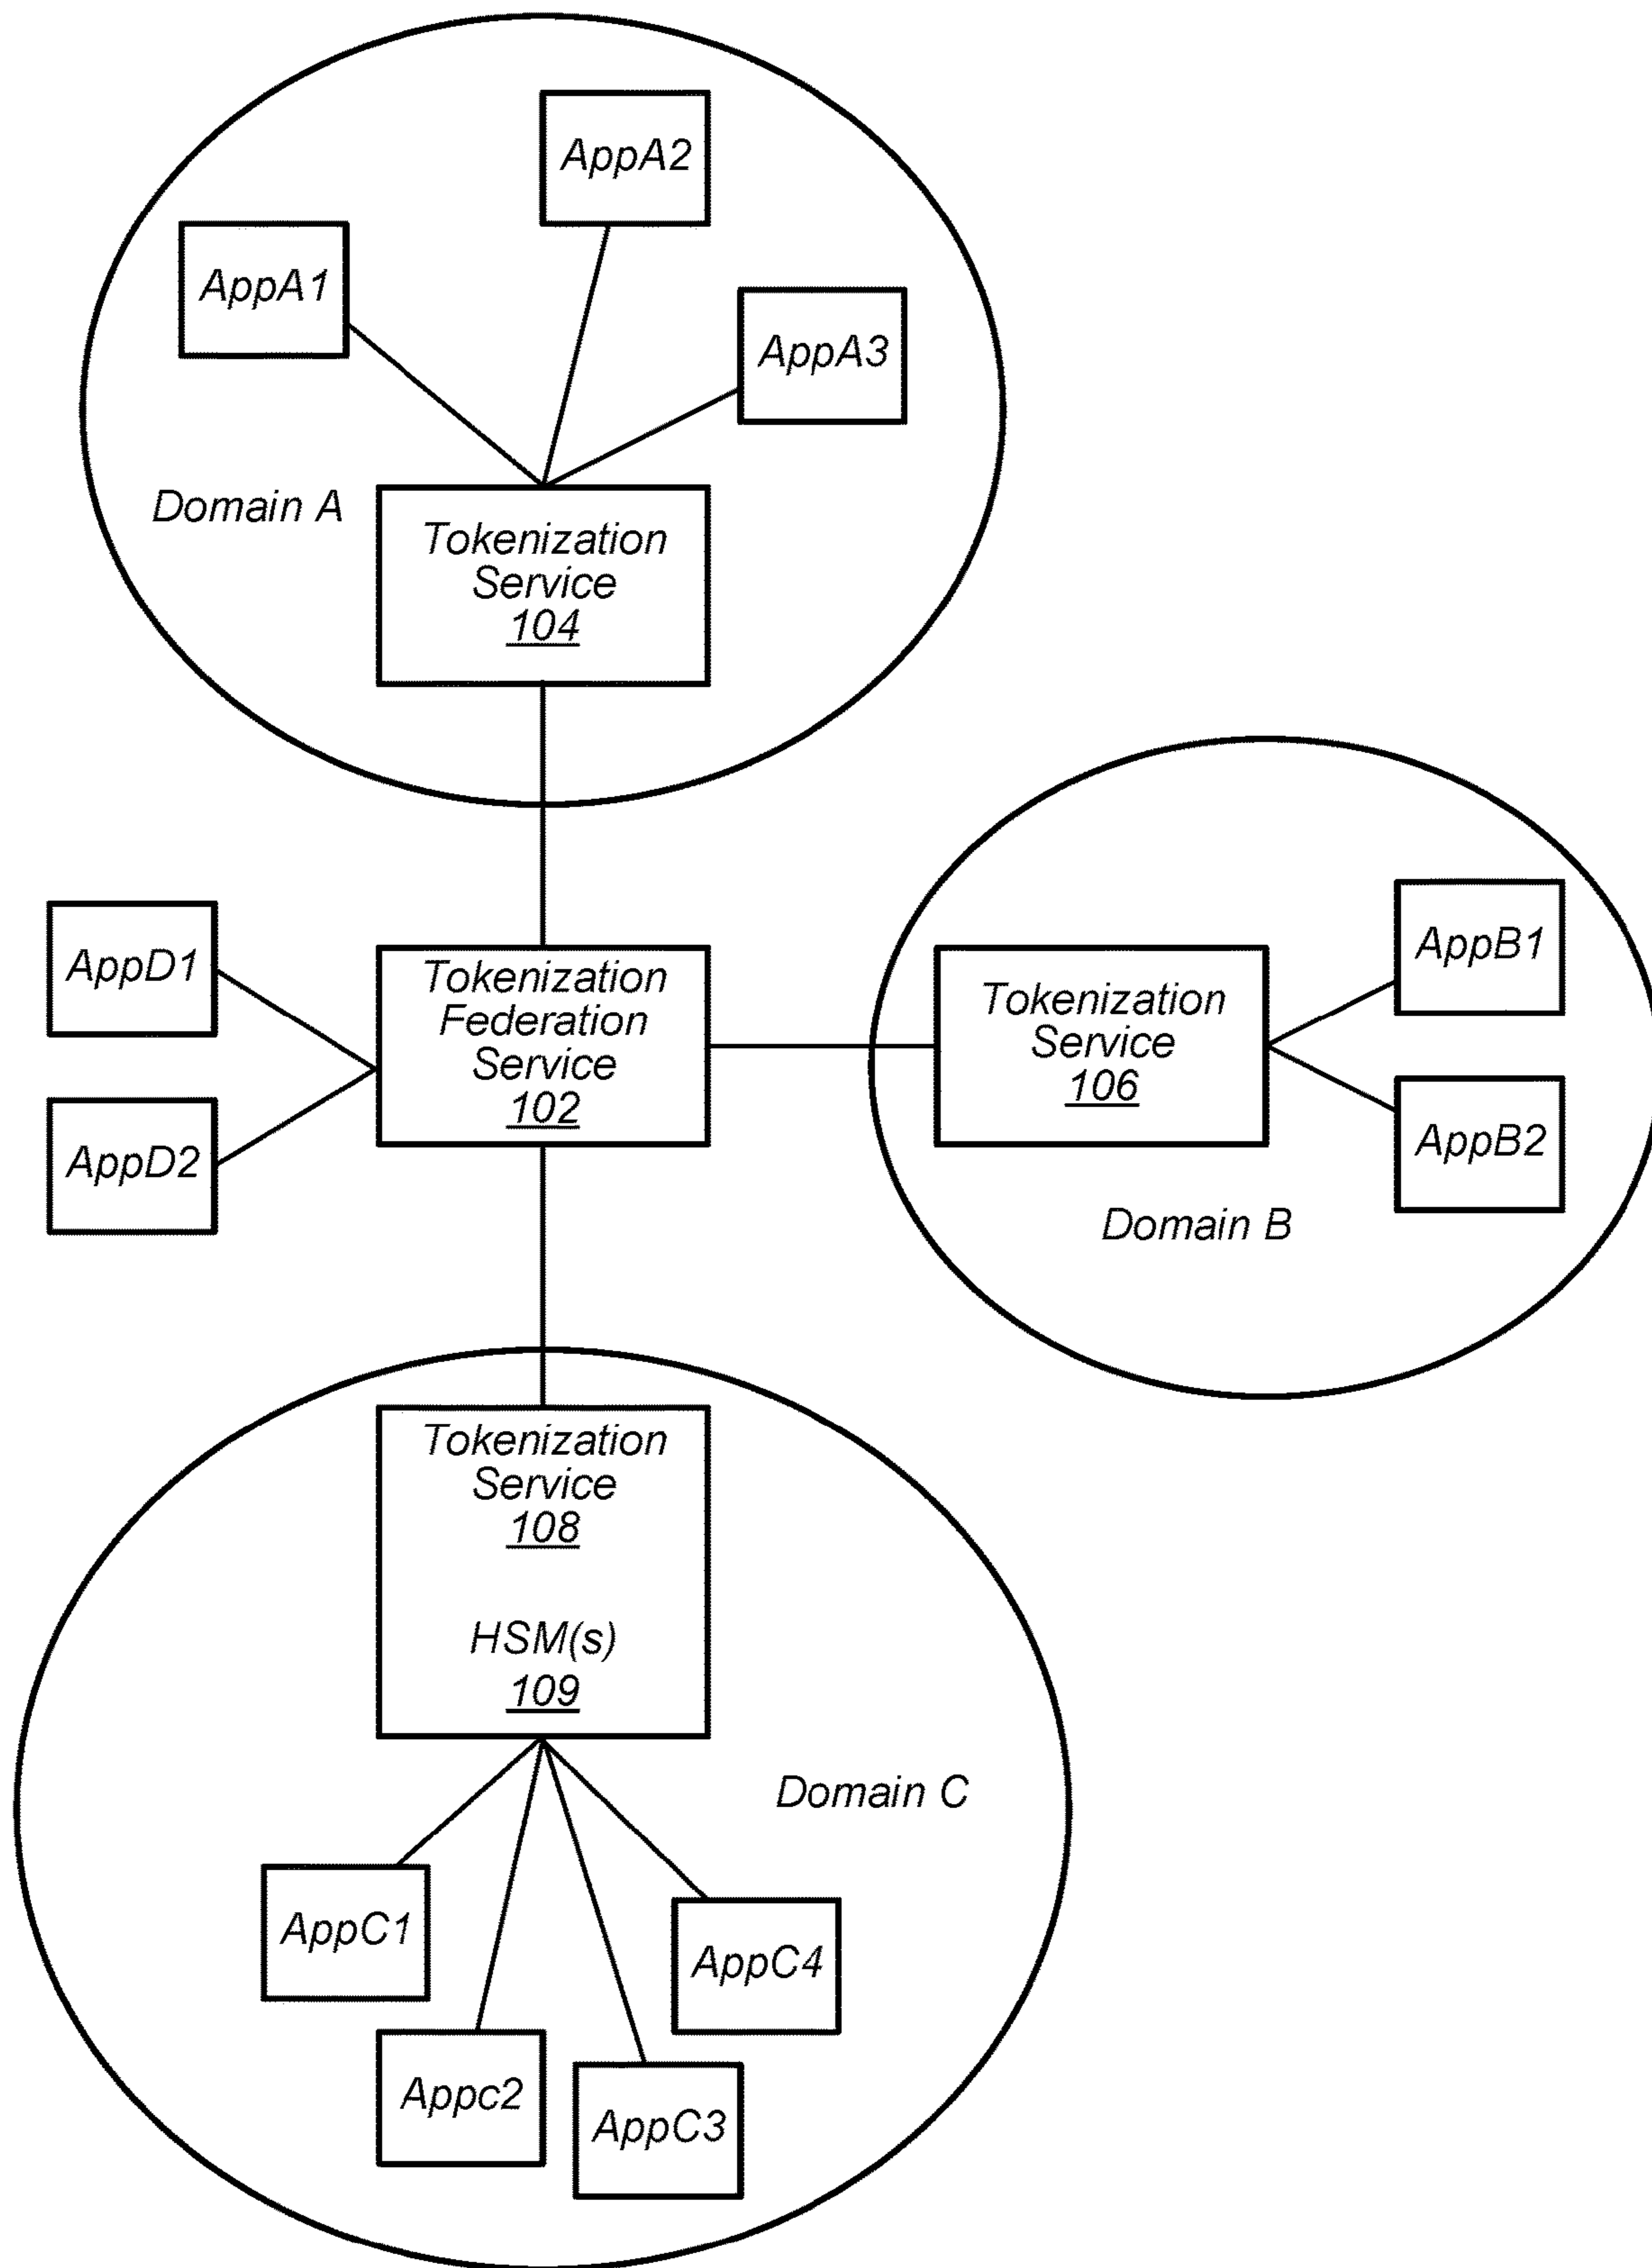 AppA2
AppA1
AppA3
Domain A
Tokenization
Service
104
AppD1
AppD2
Tokenization
Federation
Service
102
Tokenization
Service
106
AppB1
AppB2
Domain B
Tokenization
Service
108
HSM(s)
109
Domain C
AppC1
AppC4
Appc2
AppC3